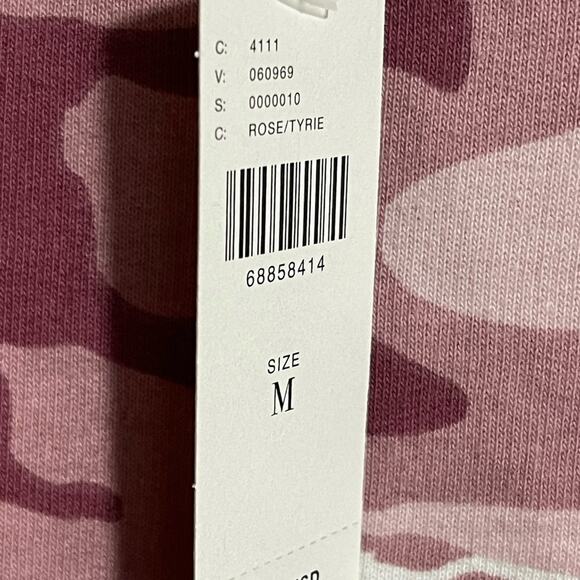 C: 4111
V: 060969
S: 0000010
C: ROSE/TYRIE
68858414
SIZE
M